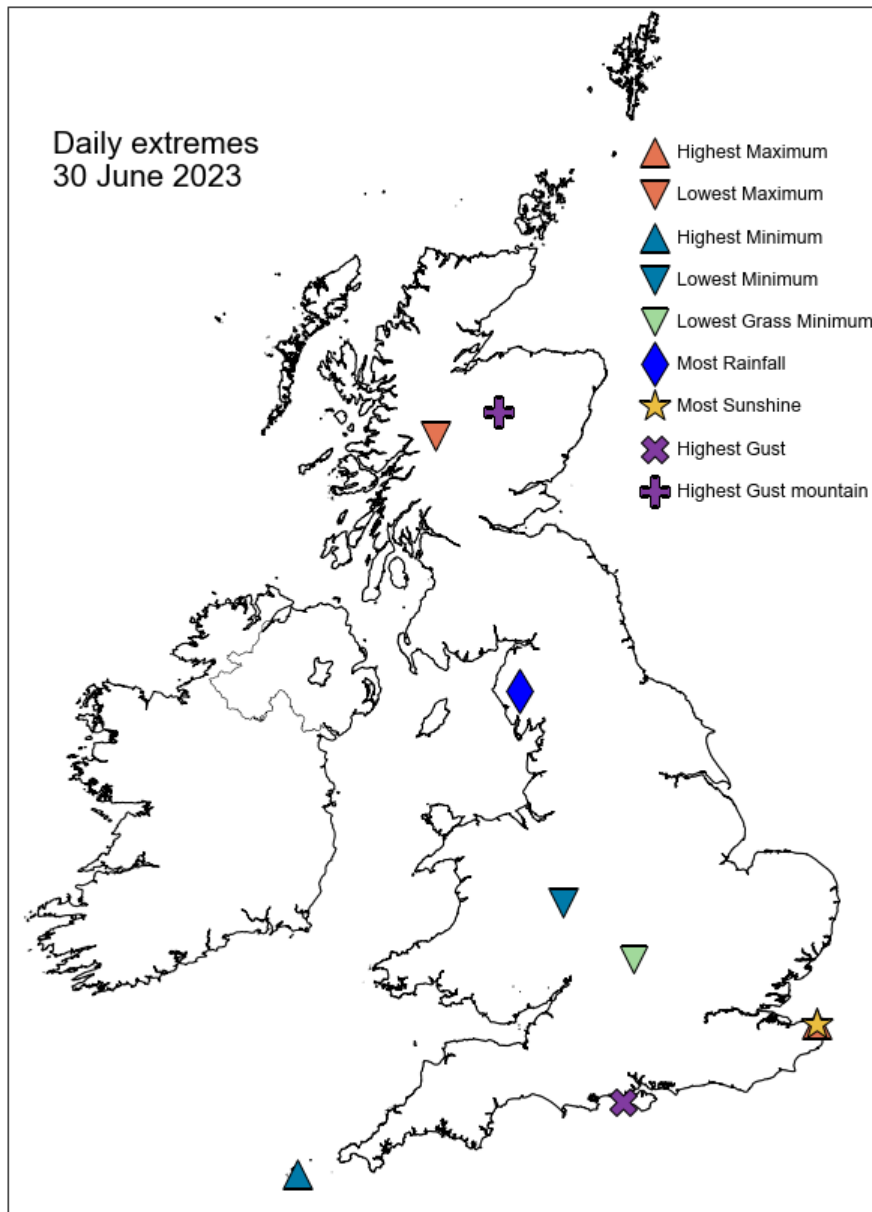 Daily extremes
30 June 2023
Highest Maximum
Lowest Maximum
Highest Minimum
Lowest Minimum
Lowest Grass Minimum
Most Rainfall
Most Sunshine
Highest Gust
Highest Gust mountain